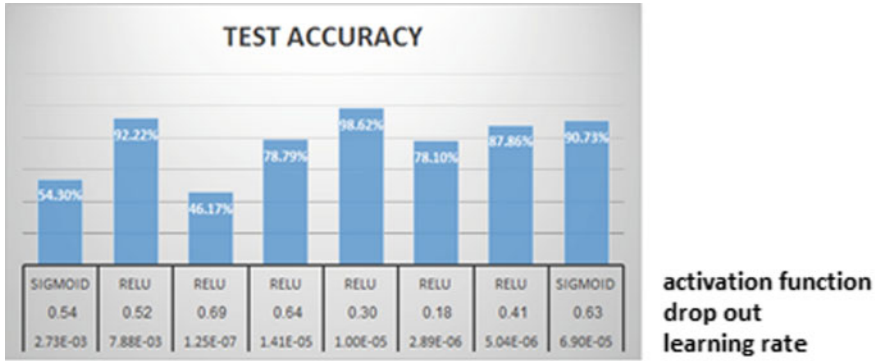 TEST ACCURACY
54.30% 92.22% 46.17% 78.79% 98.62% 78.10% 87.86% 90.73%
SIGMOID RELU RELU RELU RELU RELU RELU SIGMOID activation function
0.54 0.52 0.69 0.64 0.30 0.18 0.41 0.63 drop out
2.73E-03 7.88E-03 1.25E-07 1.41E-05 1.00E-05 2.89E-06 5.04E-06 6.90E-05 learning rate